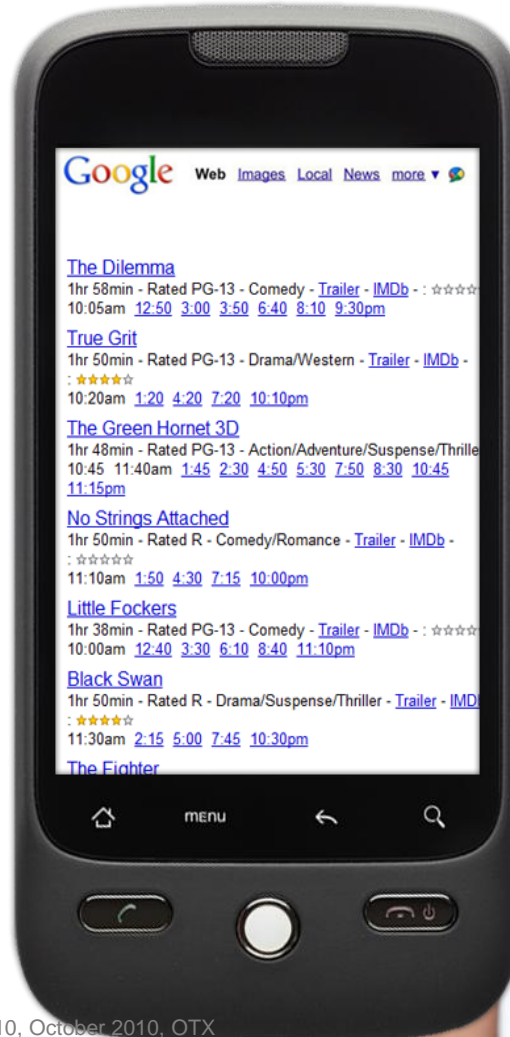 Google Web Images Local News more ▼
The Dilemma
1hr 58min - Rated PG-13 - Comedy - Trailer - IMDb - : ☆☆☆☆
10:05am 12:50 3:00 3:50 6:40 8:10 9:30pm
True Grit
1hr 50min - Rated PG-13 - Drama/Western - Trailer - IMDb -
: ★★★★☆
10:20am 1:20 4:20 7:20 10:10pm
The Green Hornet 3D
1hr 48min - Rated PG-13 - Action/Adventure/Suspense/Thrille
10:45 11:40am 1:45 2:30 4:50 5:30 7:50 8:30 10:45
11:15pm
No Strings Attached
1hr 50min - Rated R - Comedy/Romance - Trailer - IMDb -
: ☆☆☆☆☆
11:10am 1:50 4:30 7:15 10:00pm
Little Fockers
1hr 38min - Rated PG-13 - Comedy - Trailer - IMDb - : ☆☆☆☆
10:00am 12:40 3:30 6:10 8:40 11:10pm
Black Swan
1hr 50min - Rated R - Drama/Suspense/Thriller - Trailer - IMD
: ★★★★☆
11:30am 2:15 5:00 7:45 10:30pm
The Fighter
MENU
10, October 2010, OTX